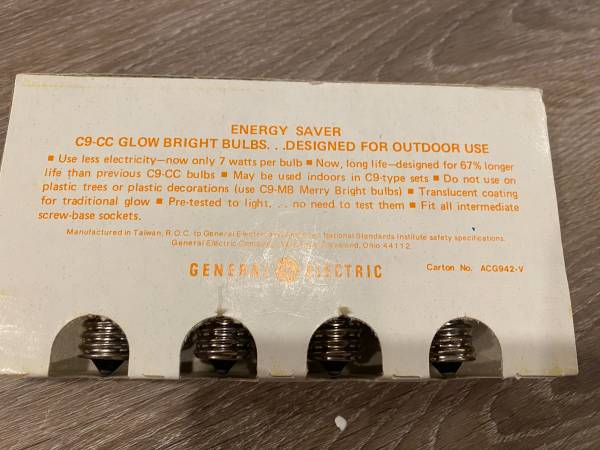 ENERGY SAVER
C9-CC GLOW BRIGHT BULBS. . .DESIGNED FOR OUTDOOR USE
■ Use less electricity—now only 7 watts per bulb ■ Now, long life—designed for 67% longer
life than previous C9-CC bulbs ■ May be used indoors in C9-type sets ■ Do not use on
plastic trees or plastic decorations (use C9-MB Merry Bright bulbs) ■ Translucent coating
for traditional glow ■ Pre-tested to light. . . no need to test them ■ Fit all intermediate
screw-base sockets.
Manufactured in Taiwan, R.O.C. to General Electric and National Standards Institute safety specifications.
General Electric Company, Cleveland, Ohio 44112
GENERAL ELECTRIC
Carton No. ACG942-V